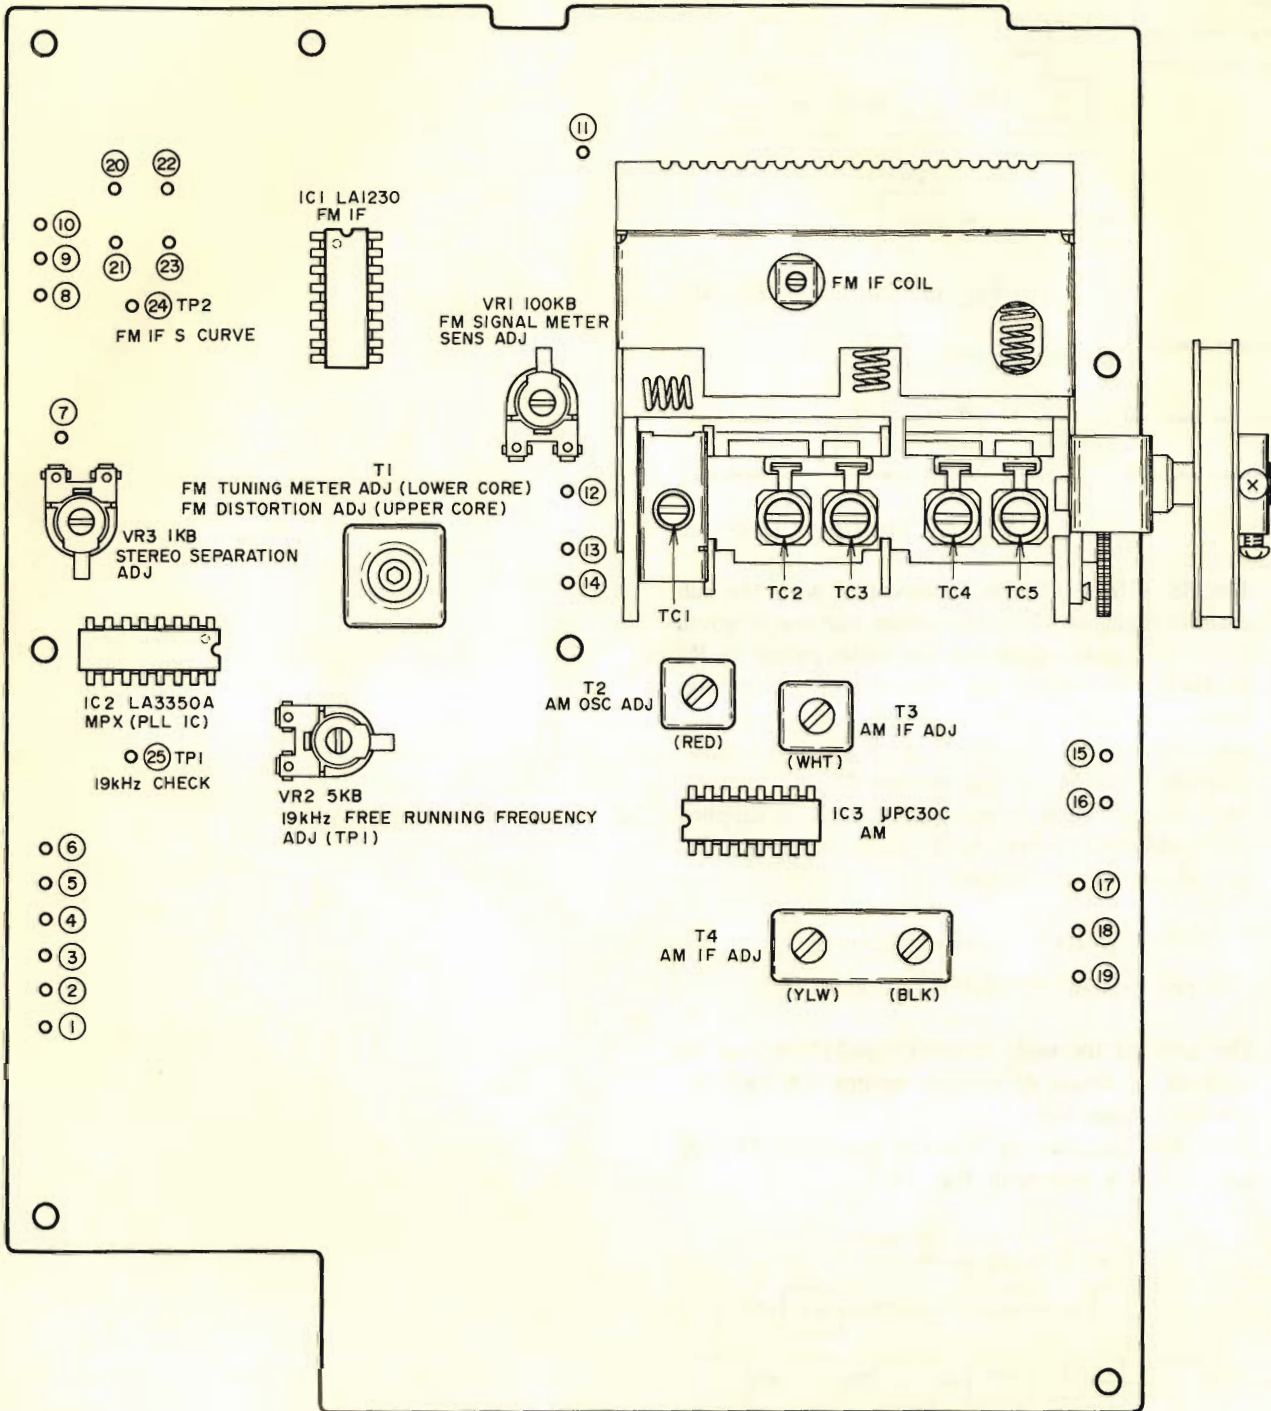 11
20 22
IC1 LA1230
FM IF
10
9
21 23
8
24 TP2
FM IF S CURVE
FM IF COIL
VR1 100KB
FM SIGNAL METER
SENS ADJ
7
T1
FM TUNING METER ADJ (LOWER CORE)
FM DISTORTION ADJ (UPPER CORE)
12
VR3 1KB
STEREO SEPARATION
ADJ
13
14
TC1
TC2
TC3
TC4
TC5
IC2 LA3350A
MPX (PLL IC)
25 TP1
19kHz CHECK
T2
AM OSC ADJ
(RED)
T3
AM IF ADJ
(WHT)
15
16
VR2 5KB
19kHz FREE RUNNING FREQUENCY
ADJ (TP1)
IC3 μPC30C
AM
6
5
4
3
2
1
17
18
19
T4
AM IF ADJ
(YLW) (BLK)